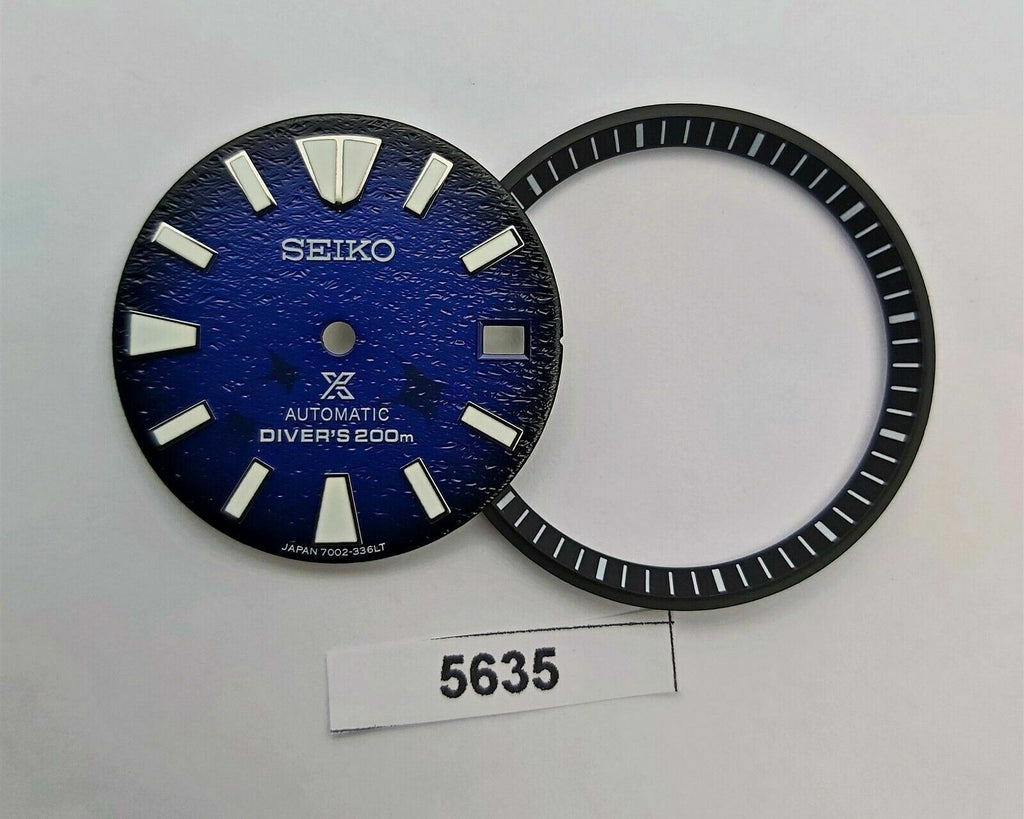 SEIKO
X
AUTOMATIC
DIVER'S 200m
JAPAN 7002-336LT
5635